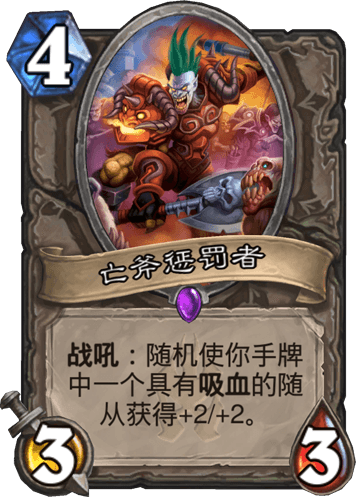 4
亡斧惩罚者
战吼：随机使你手牌
中一个具有吸血的随
从获得+2/+2。
3
3